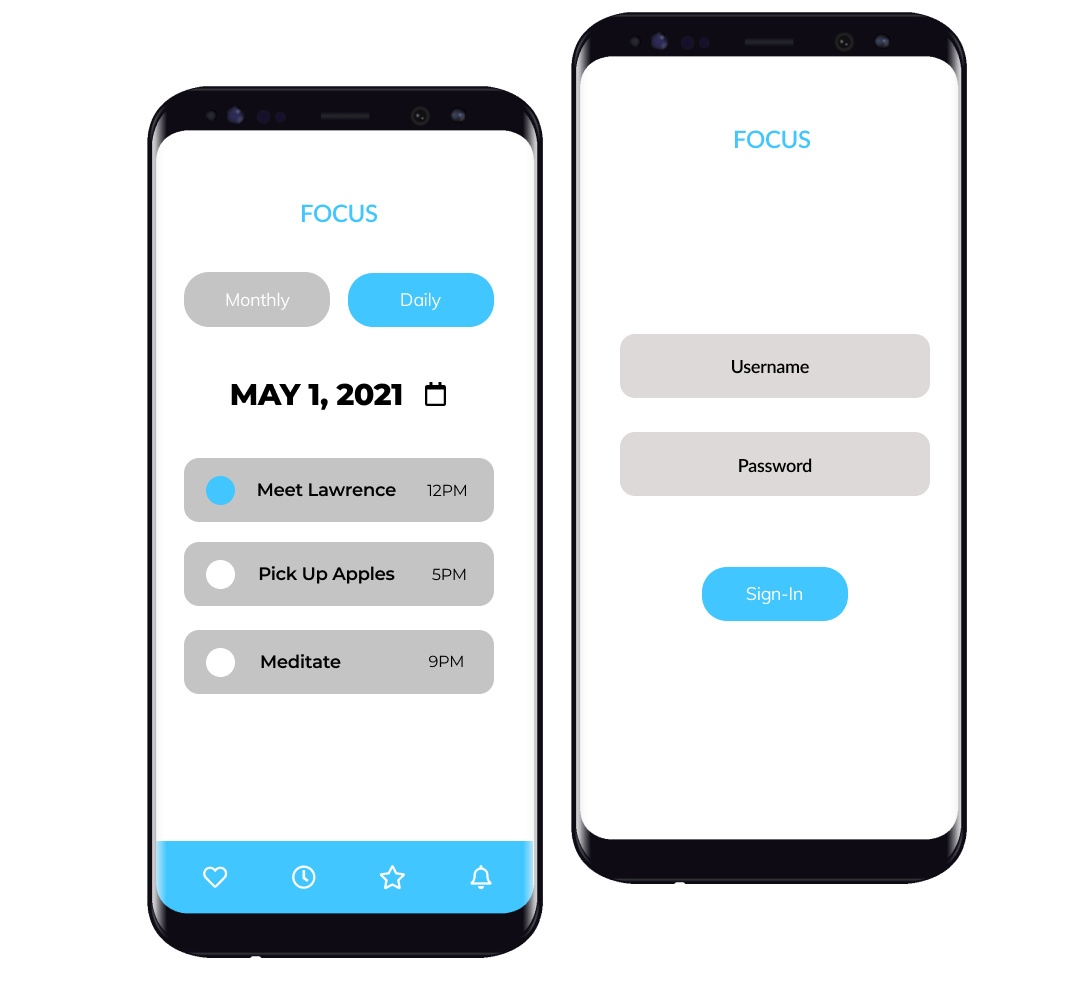 FOCUS
Monthly Daily
MAY 1, 2021
Meet Lawrence 12PM
Pick Up Apples 5PM
Meditate 9PM
FOCUS
Username
Password
Sign-In